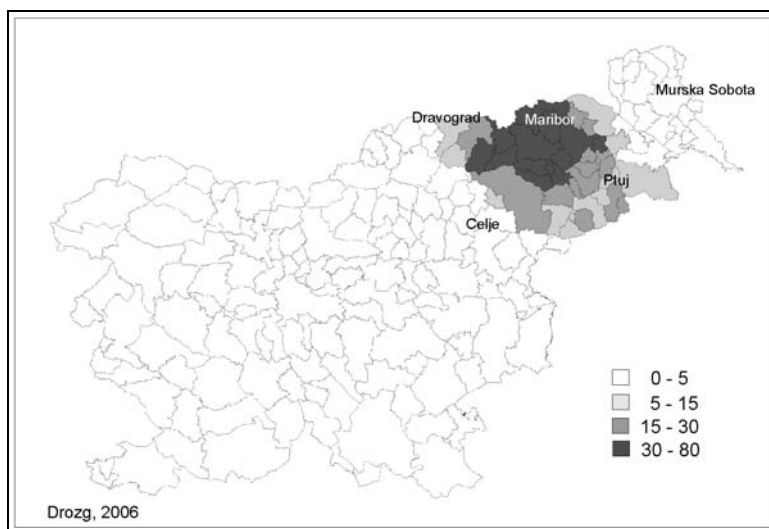 Murska Sobota
Dravograd
Maribor
Ptuj
Celje
0 - 5
5 - 15
15 - 30
30 - 80
Drozg, 2006